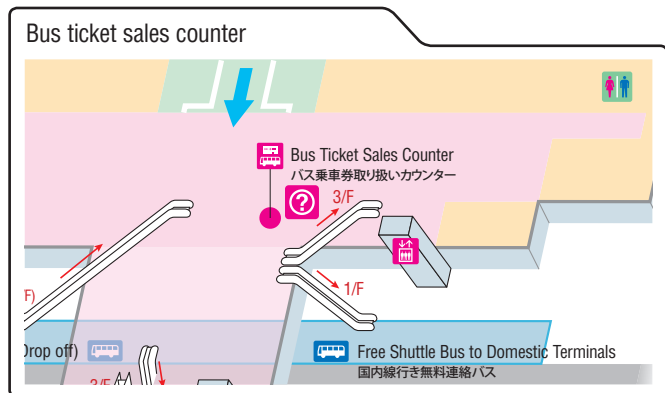 Bus ticket sales counter
Bus Ticket Sales Counter
バス乗車券取り扱いカウンター
?
3/F
1/F
F)
Drop off)
Free Shuttle Bus to Domestic Terminals
国内線行き無料連絡バス
3/F